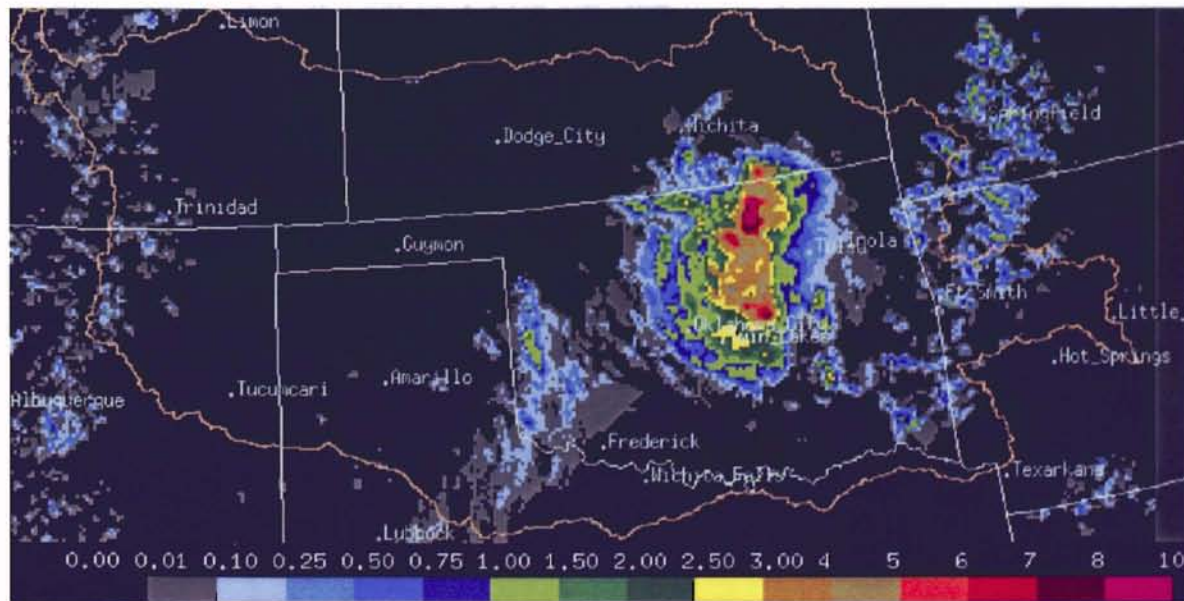 .Limon
.Dodge_City
.Wichita
Springfield
.Trinidad
.Guymon
Inola
Ft_Smith
.Little_
.Hot_Springs
.Amarillo
.Tucumcari
Albuquerque
.Frederick
.Wichita_Falls
.Texarkana
.Lubbock
0.00 0.01 0.10 0.25 0.50 0.75 1.00 1.50 2.00 2.50 3.00 4 5 6 7 8 10